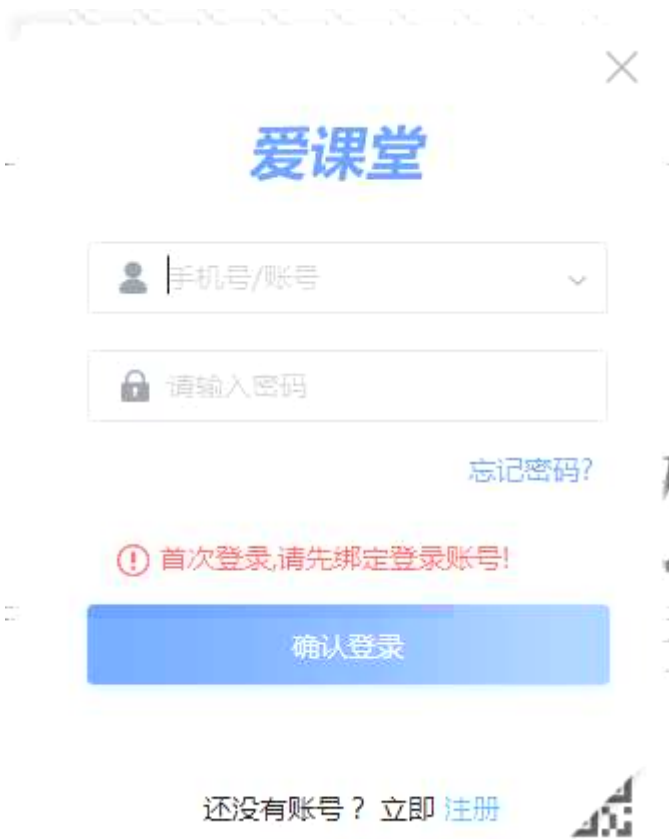 爱课堂
手机号/账号
请输入密码
忘记密码?
首次登录,请先绑定登录账号!
确认登录
还没有账号？立即 注册